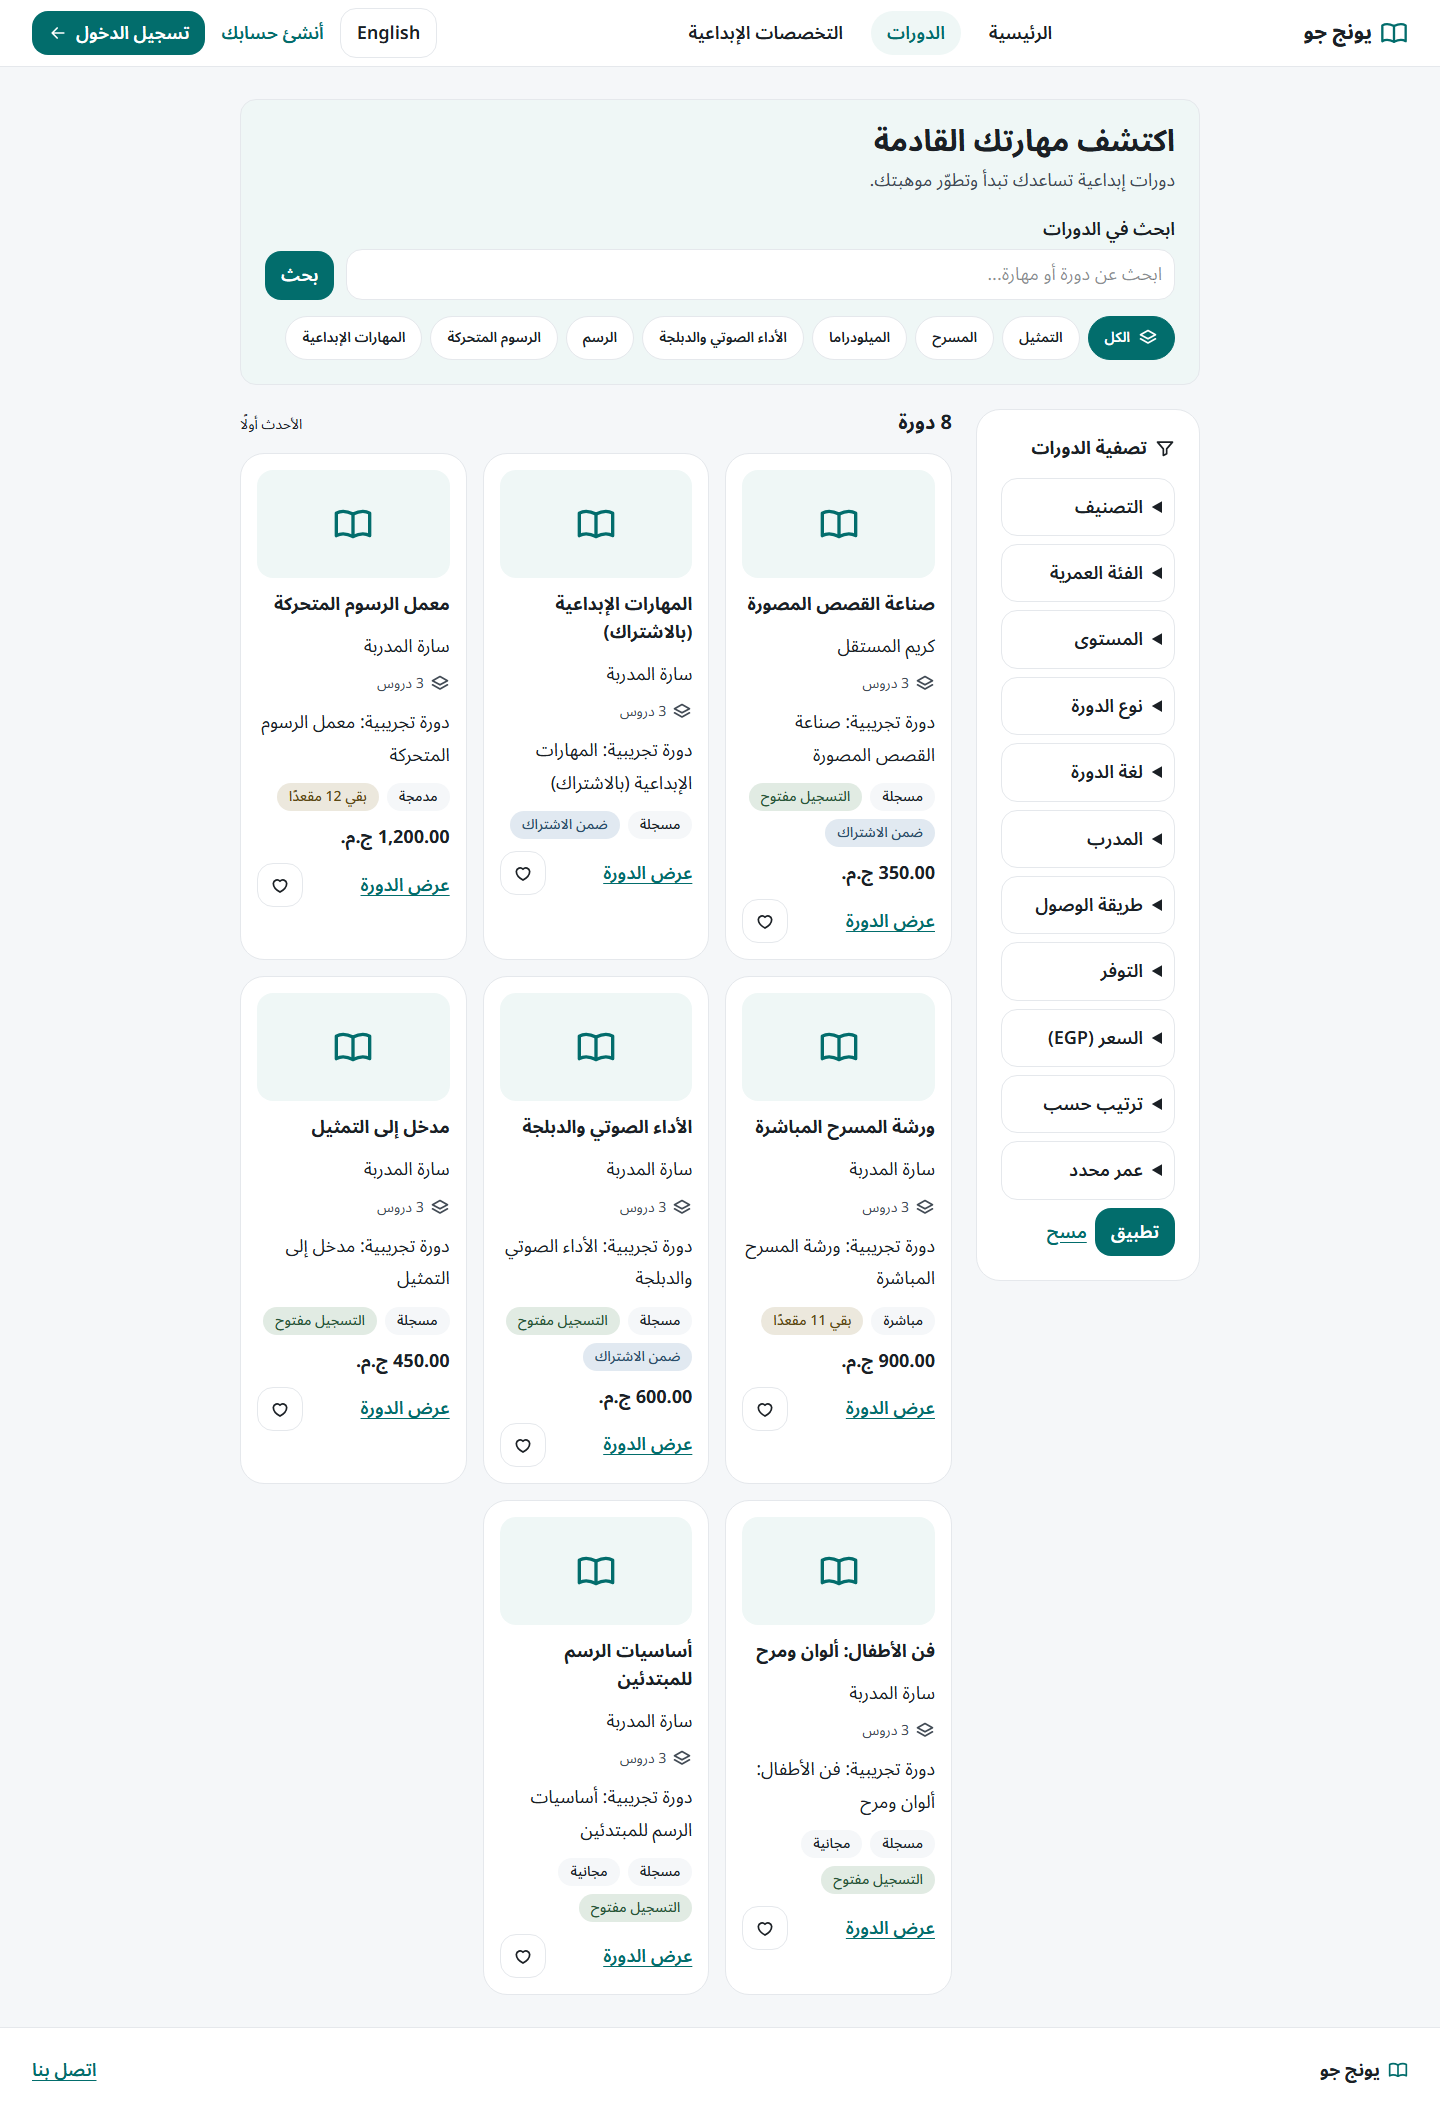 يونج جو
الرئيسية
الدورات
التخصصات الإبداعية
English
أنشئ حسابك
تسجيل الدخول
اكتشف مهارتك القادمة
دورات إبداعية تساعدك تبدأ وتطوّر موهبتك.
ابحث في الدورات
ابحث عن دورة أو مهارة...
بحث
الكل
التمثيل
المسرح
الميلودراما
الأداء الصوتي والدبلجة
الرسم
الرسوم المتحركة
المهارات الإبداعية
تصفية الدورات
التصنيف
الفئة العمرية
المستوى
نوع الدورة
لغة الدورة
المدرب
طريقة الوصول
التوفر
السعر (EGP)
ترتيب حسب
عمر محدد
تطبيق
مسح
8 دورة
الأحدث أولًا
صناعة القصص المصورة
كريم المستقل
3 دروس
دورة تجريبية: صناعة
القصص المصورة
مسجلة
التسجيل مفتوح
ضمن الاشتراك
350.00 ج.م.
عرض الدورة
المهارات الإبداعية
(بالاشتراك)
سارة المدربة
3 دروس
دورة تجريبية: المهارات
الإبداعية (بالاشتراك)
مسجلة
ضمن الاشتراك
عرض الدورة
معمل الرسوم المتحركة
سارة المدربة
3 دروس
دورة تجريبية: معمل الرسوم
المتحركة
مدمجة
بقي 12 مقعدًا
1,200.00 ج.م.
عرض الدورة
ورشة المسرح المباشرة
سارة المدربة
3 دروس
دورة تجريبية: ورشة المسرح
المباشرة
مباشرة
بقي 11 مقعدًا
900.00 ج.م.
عرض الدورة
الأداء الصوتي والدبلجة
سارة المدربة
3 دروس
دورة تجريبية: الأداء الصوتي
والدبلجة
مسجلة
التسجيل مفتوح
ضمن الاشتراك
600.00 ج.م.
عرض الدورة
مدخل إلى التمثيل
سارة المدربة
3 دروس
دورة تجريبية: مدخل إلى
التمثيل
مسجلة
التسجيل مفتوح
450.00 ج.م.
عرض الدورة
فن الأطفال: ألوان ومرح
سارة المدربة
3 دروس
دورة تجريبية: فن الأطفال:
ألوان ومرح
مسجلة
مجانية
التسجيل مفتوح
عرض الدورة
أساسيات الرسم
للمبتدئين
سارة المدربة
3 دروس
دورة تجريبية: أساسيات
الرسم للمبتدئين
مسجلة
مجانية
التسجيل مفتوح
عرض الدورة
يونج جو
اتصل بنا